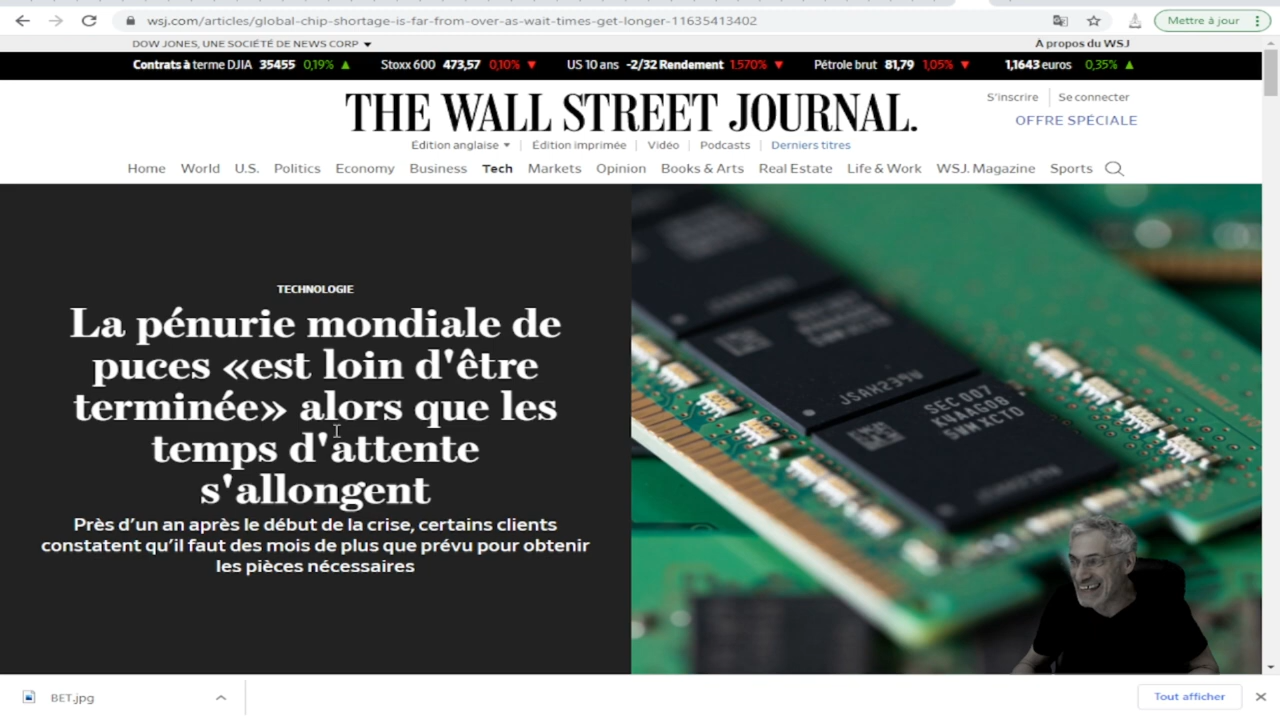 wsj.com/articles/global-chip-shortage-is-far-from-over-as-wait-times-get-longer-11635413402
Mettre à jour
DOW JONES, UNE SOCIÉTÉ DE NEWS CORP
À propos du WSJ
Contrats à terme DJIA 35455 0,19% ▲ Stoxx 600 473,57 0,10% ▼ US 10 ans -2/32 Rendement 1.570% ▼ Pétrole brut 81,79 1,05% ▼ 1,1643 euros 0,35% ▲
THE WALL STREET JOURNAL.
S'inscrire Se connecter
OFFRE SPÉCIALE
Édition anglaise Édition imprimée Vidéo Podcasts Derniers titres
Home World U.S. Politics Economy Business Tech Markets Opinion Books & Arts Real Estate Life & Work WSJ. Magazine Sports
TECHNOLOGIE
La pénurie mondiale de
puces «est loin d'être
terminée» alors que les
temps d'attente
s'allongent
Près d'un an après le début de la crise, certains clients
constatent qu'il faut des mois de plus que prévu pour obtenir
les pièces nécessaires
JSAH239V
SEC 007
BET.jpg
Tout afficher